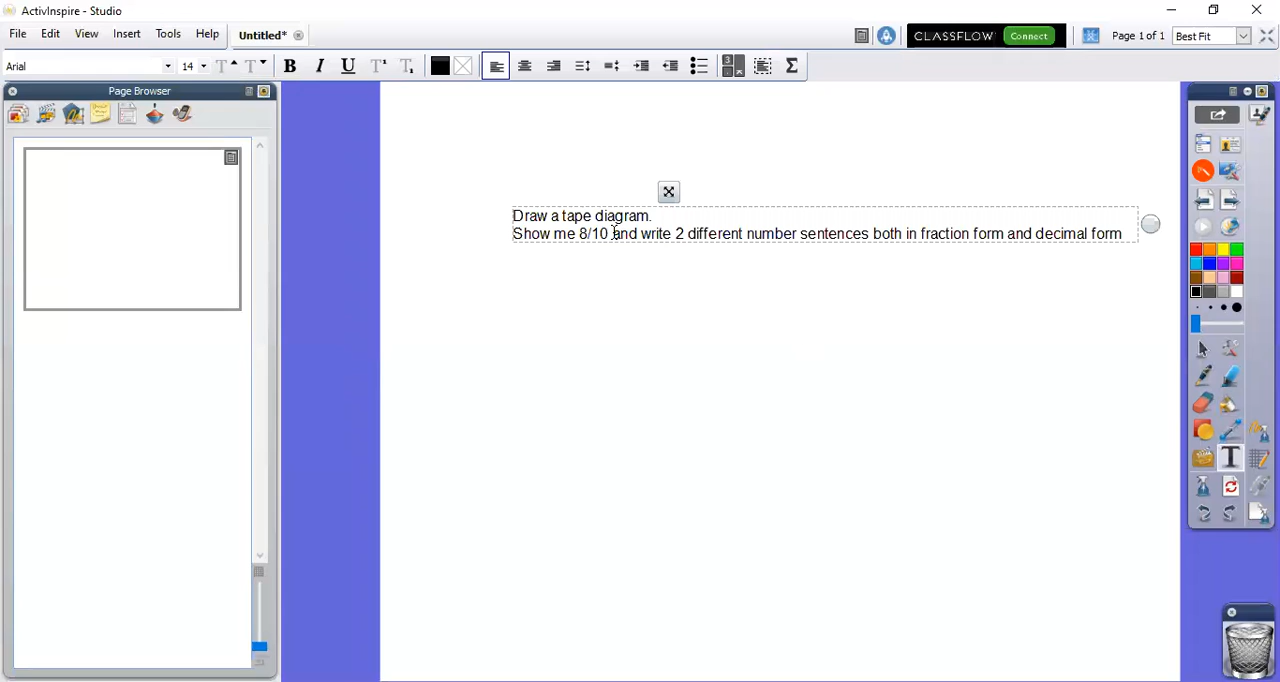 ActivInspire - Studio
File Edit View Insert Tools Help Untitled*
CLASSFLOW Connect Page 1 of 1 Best Fit
Arial 14 T T B I U T¹ T₁ Σ
Page Browser
Draw a tape diagram.
Show me 8/10 and write 2 different number sentences both in fraction form and decimal form
T